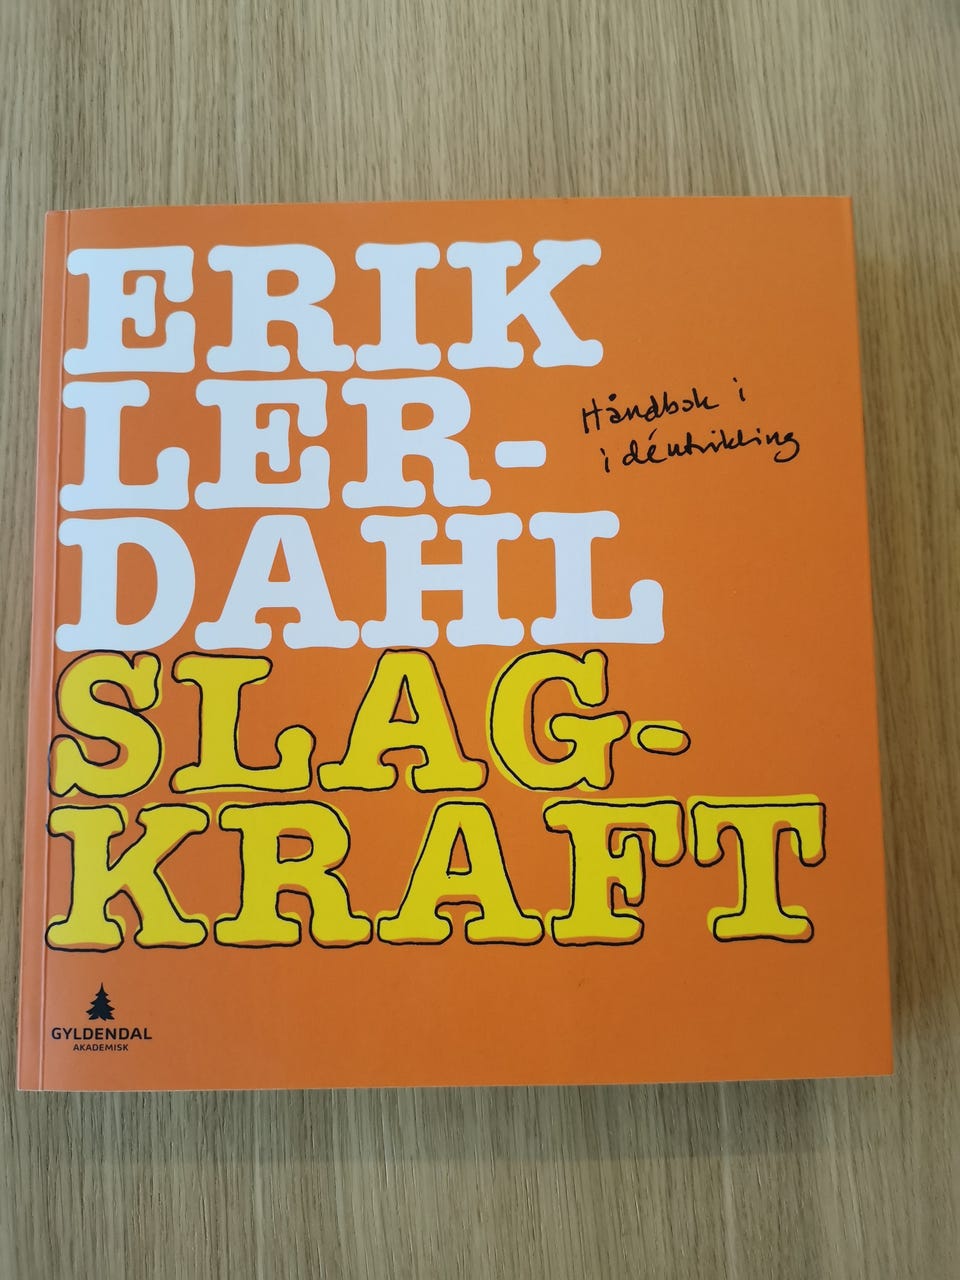 ERIK
LER-
DAHL
Håndbok i
idéutvikling
SLAG-
KRAFT
GYLDENDAL
AKADEMISK